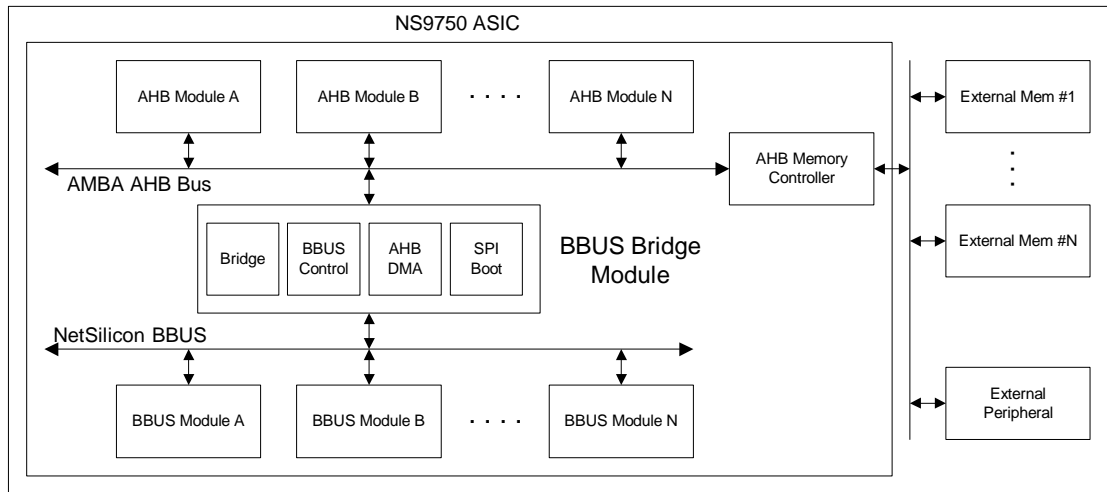 NS9750 ASIC
AHB Module A
AHB Module B
. . . .
AHB Module N
External Mem #1
AHB Memory
Controller
.
.
.
AMBA AHB Bus
Bridge
BBUS
Control
AHB
DMA
SPI
Boot
BBUS Bridge
Module
External Mem #N
NetSilicon BBUS
BBUS Module A
BBUS Module B
. . . .
BBUS Module N
External
Peripheral